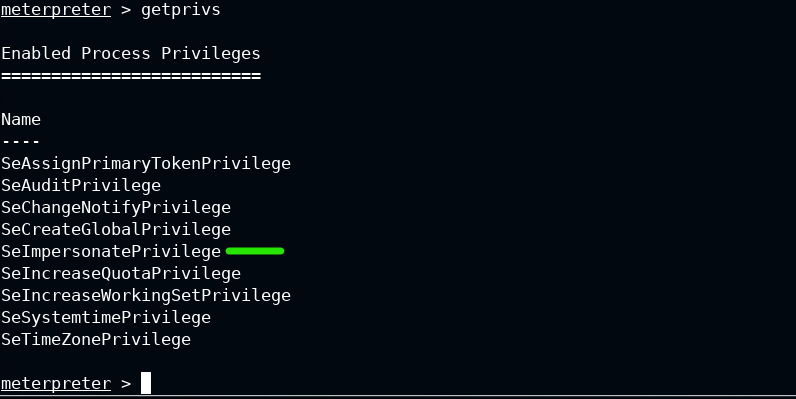 meterpreter > getprivs
Enabled Process Privileges
==========================
Name
----
SeAssignPrimaryTokenPrivilege
SeAuditPrivilege
SeChangeNotifyPrivilege
SeCreateGlobalPrivilege
SeImpersonatePrivilege
SeIncreaseQuotaPrivilege
SeIncreaseWorkingSetPrivilege
SeSystemtimePrivilege
SeTimeZonePrivilege
meterpreter >